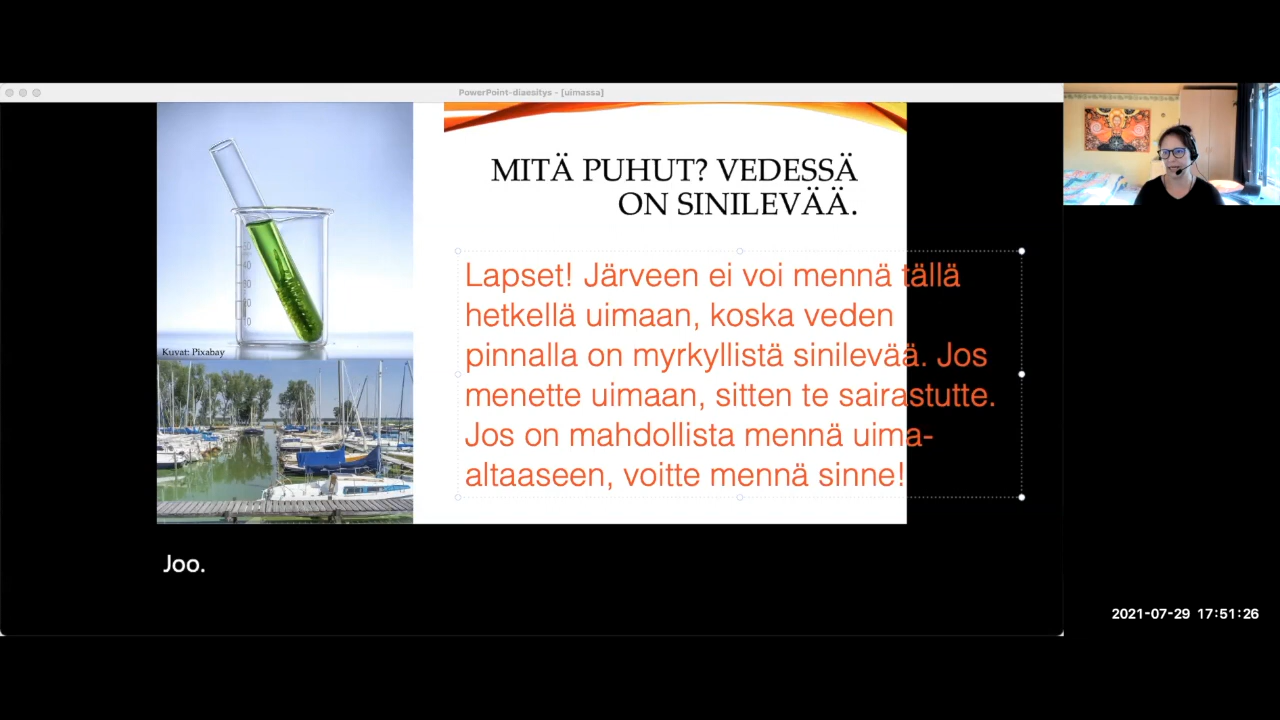 PowerPoint-diaesitys - [uimassa]
MITÄ PUHUT? VEDESSÄ
ON SINILEVÄÄ.
Lapset! Järveen ei voi mennä tällä
hetkellä uimaan, koska veden
pinnalla on myrkyllistä sinilevää. Jos
menette uimaan, sitten te sairastutte.
Jos on mahdollista mennä uima-
altaaseen, voitte mennä sinne!
Kuvat: Pixabay
Joo.
2021-07-29 17:51:26